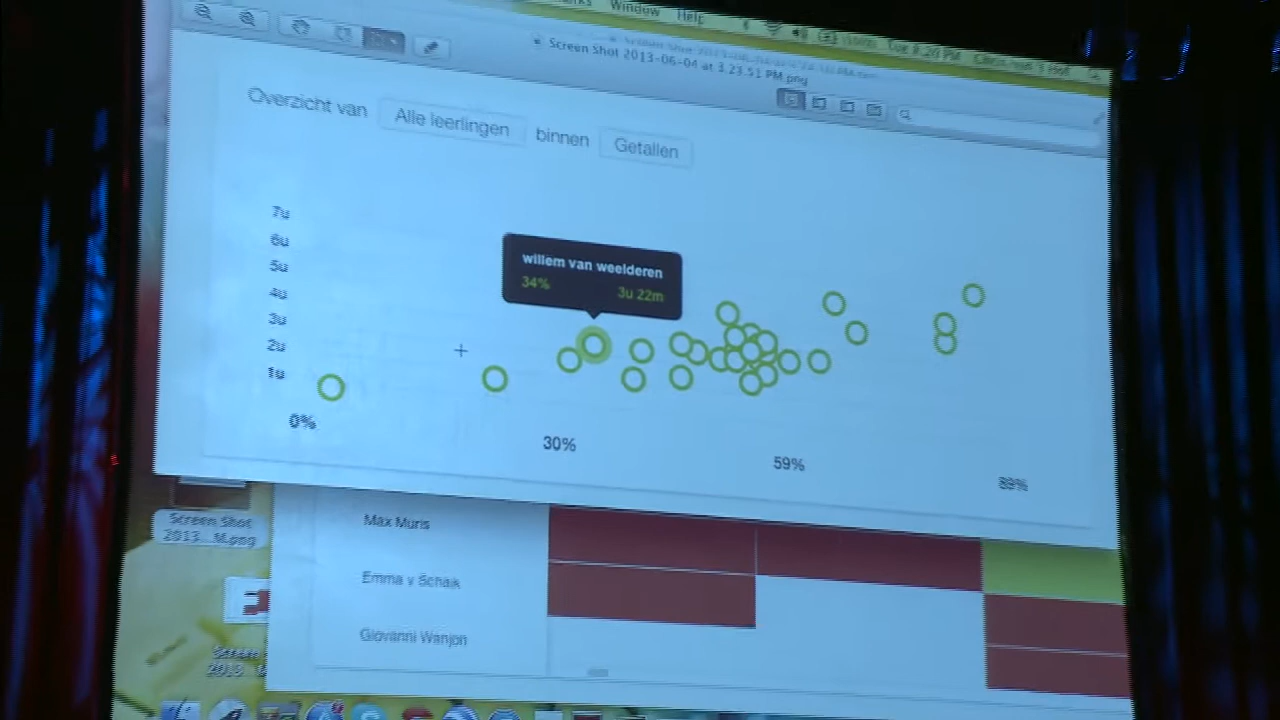 Window Help
Screen Shot 2013-06-04 at 3.23.51 PM.png
Overzicht van Alle leerlingen binnen Getallen
7u
6u
5u
4u
3u
2u
1u
willem van weelderen
34% 3u 22m
0%
30%
59%
89%
Max Muris
Emma v Schaik
Giovanni Wanjon
Screen Shot
2013...M.png
2013